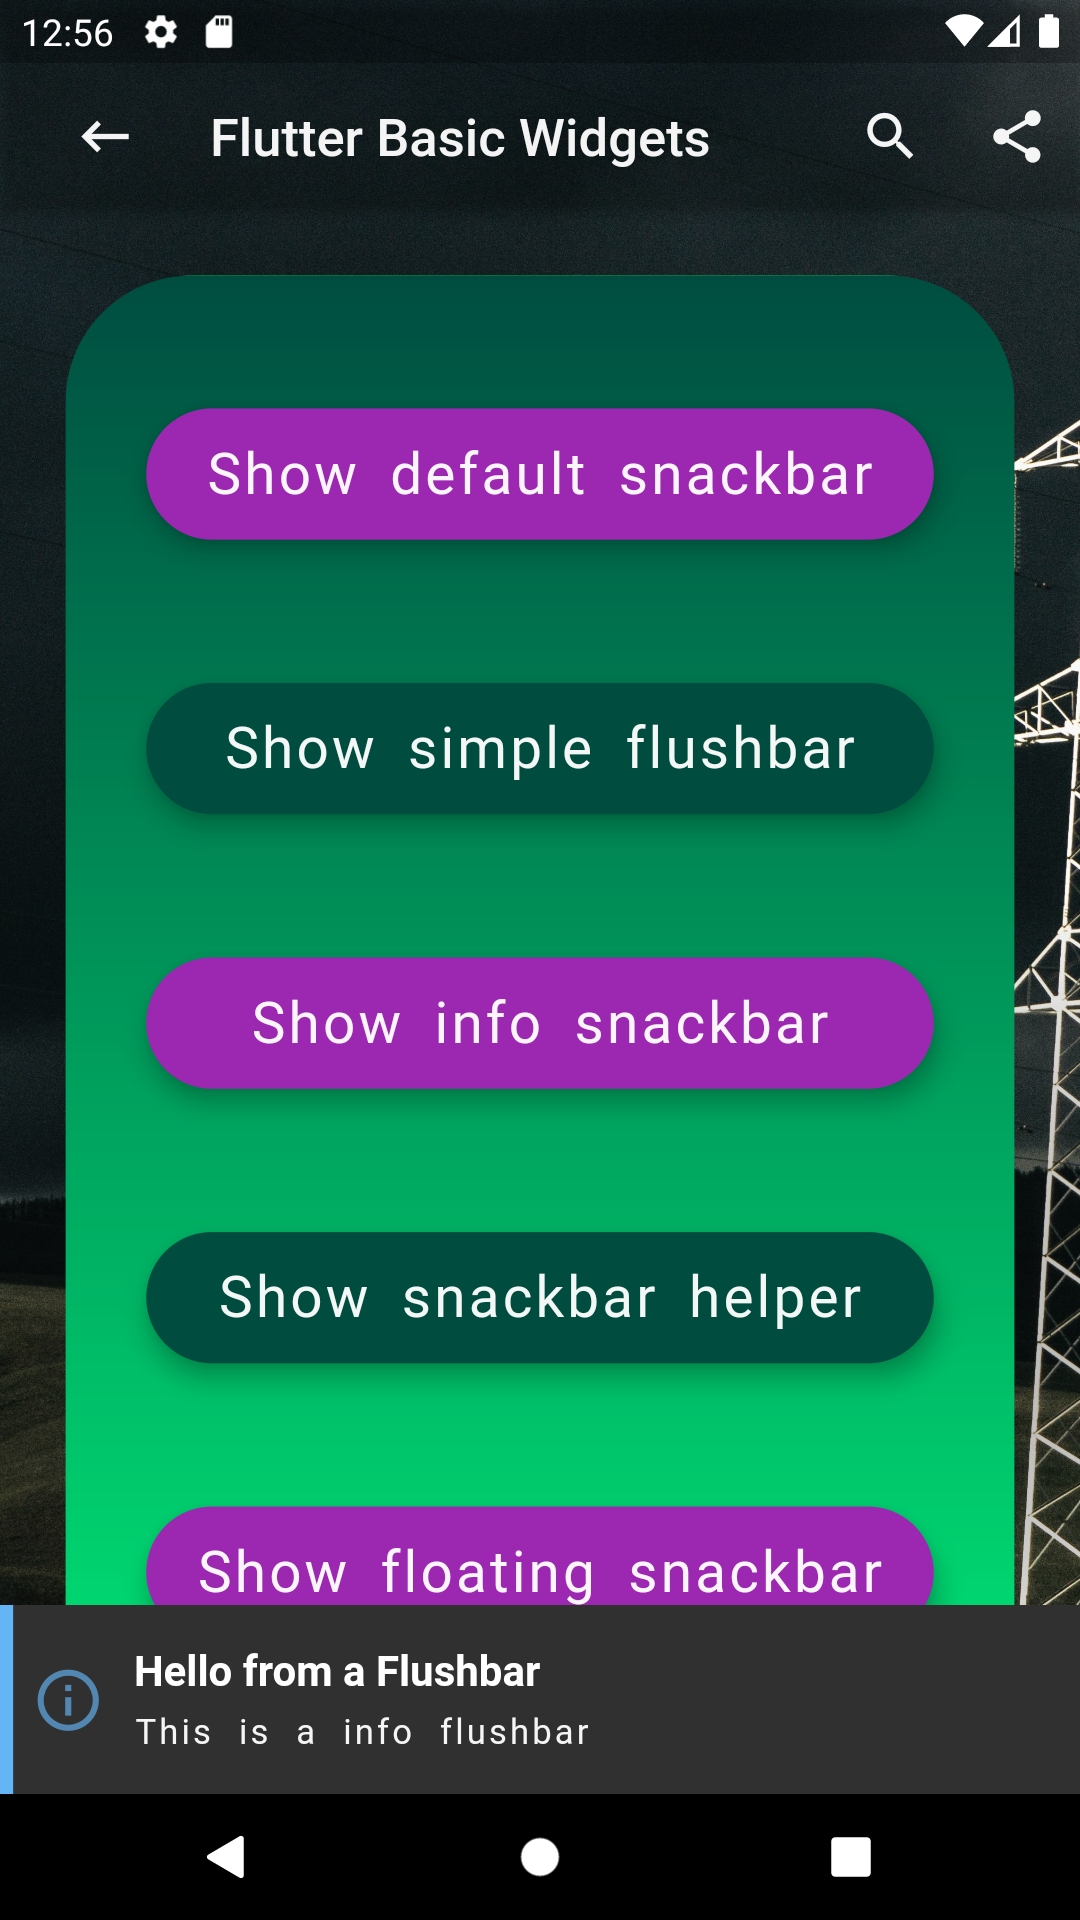 12:56
Flutter Basic Widgets
Show default snackbar
Show simple flushbar
Show info snackbar
Show snackbar helper
Show floating snackbar
Hello from a Flushbar
This is a info flushbar